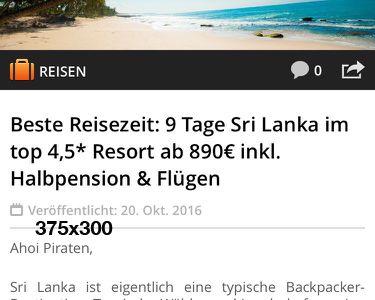 REISEN
0
Beste Reisezeit: 9 Tage Sri Lanka im
top 4,5* Resort ab 890€ inkl.
Halbpension & Flügen
Veröffentlicht: 20. Okt. 2016
375x300
Ahoi Piraten,
Sri Lanka ist eigentlich eine typische Backpacker-